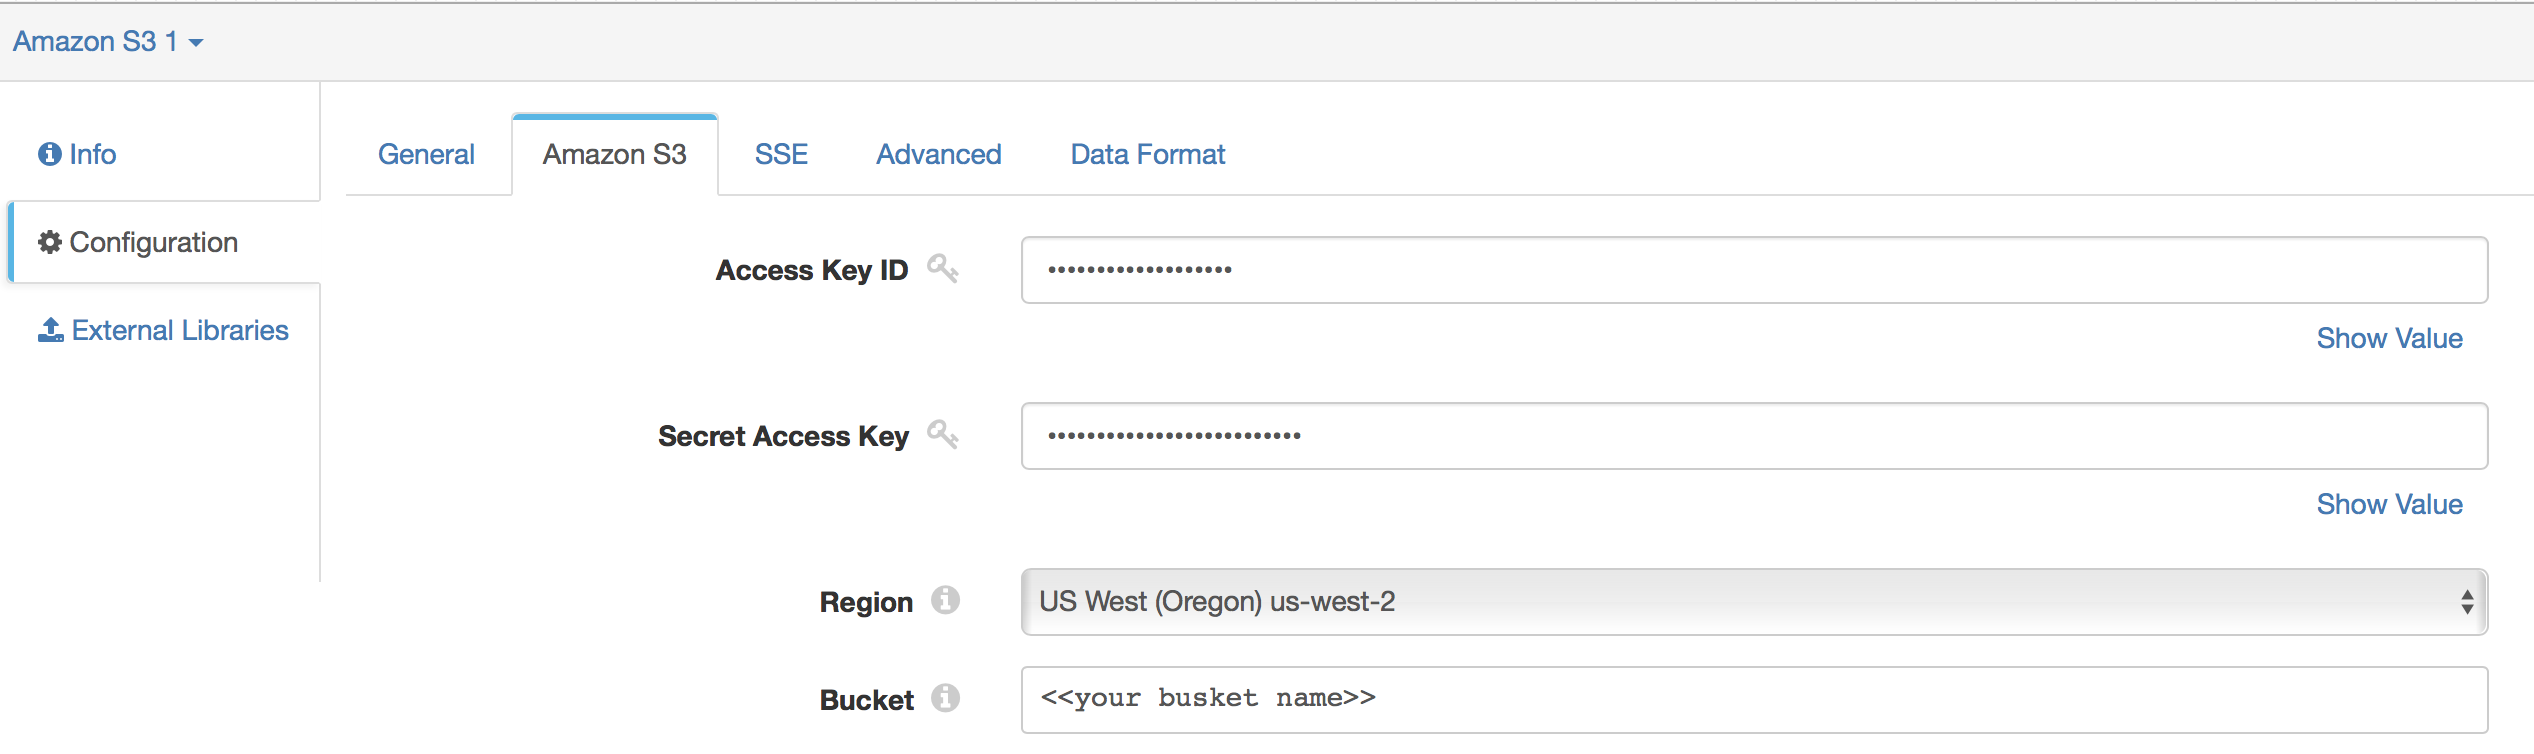 Amazon S3 1
Info
Configuration
External Libraries
General Amazon S3 SSE Advanced Data Format
Access Key ID •••••••••••••••••••
Show Value
Secret Access Key ••••••••••••••••••••••••••
Show Value
Region US West (Oregon) us-west-2
Bucket <<your busket name>>